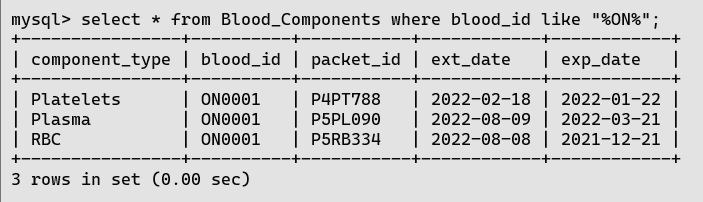 mysql> select * from Blood_Components where blood_id like "%ON%";
+----------------+----------+-----------+------------+------------+
| component_type | blood_id | packet_id | ext_date   | exp_date   |
+----------------+----------+-----------+------------+------------+
| Platelets      | ON0001   | P4PT788   | 2022-02-18 | 2022-01-22 |
| Plasma         | ON0001   | P5PL090   | 2022-08-09 | 2022-03-21 |
| RBC            | ON0001   | P5RB334   | 2022-08-08 | 2021-12-21 |
+----------------+----------+-----------+------------+------------+
3 rows in set (0.00 sec)